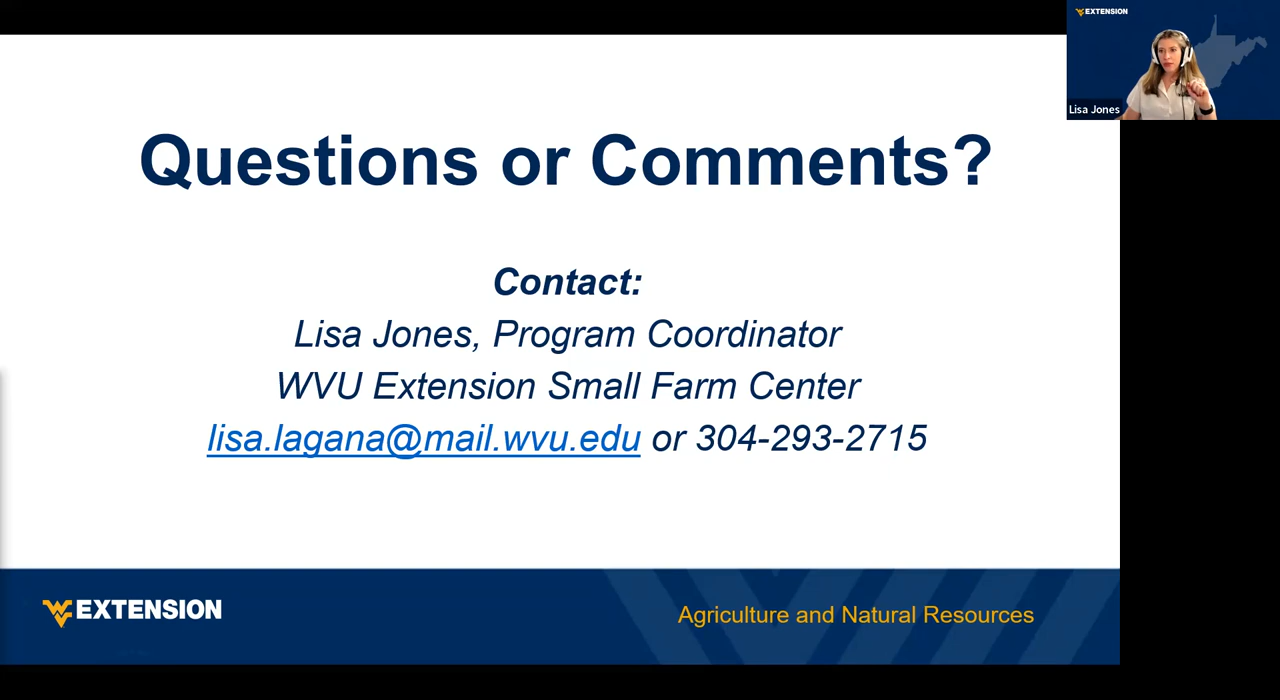 EXTENSION
Lisa Jones
Questions or Comments?
Contact:
Lisa Jones, Program Coordinator
WVU Extension Small Farm Center
lisa.lagana@mail.wvu.edu or 304-293-2715
WV EXTENSION
Agriculture and Natural Resources